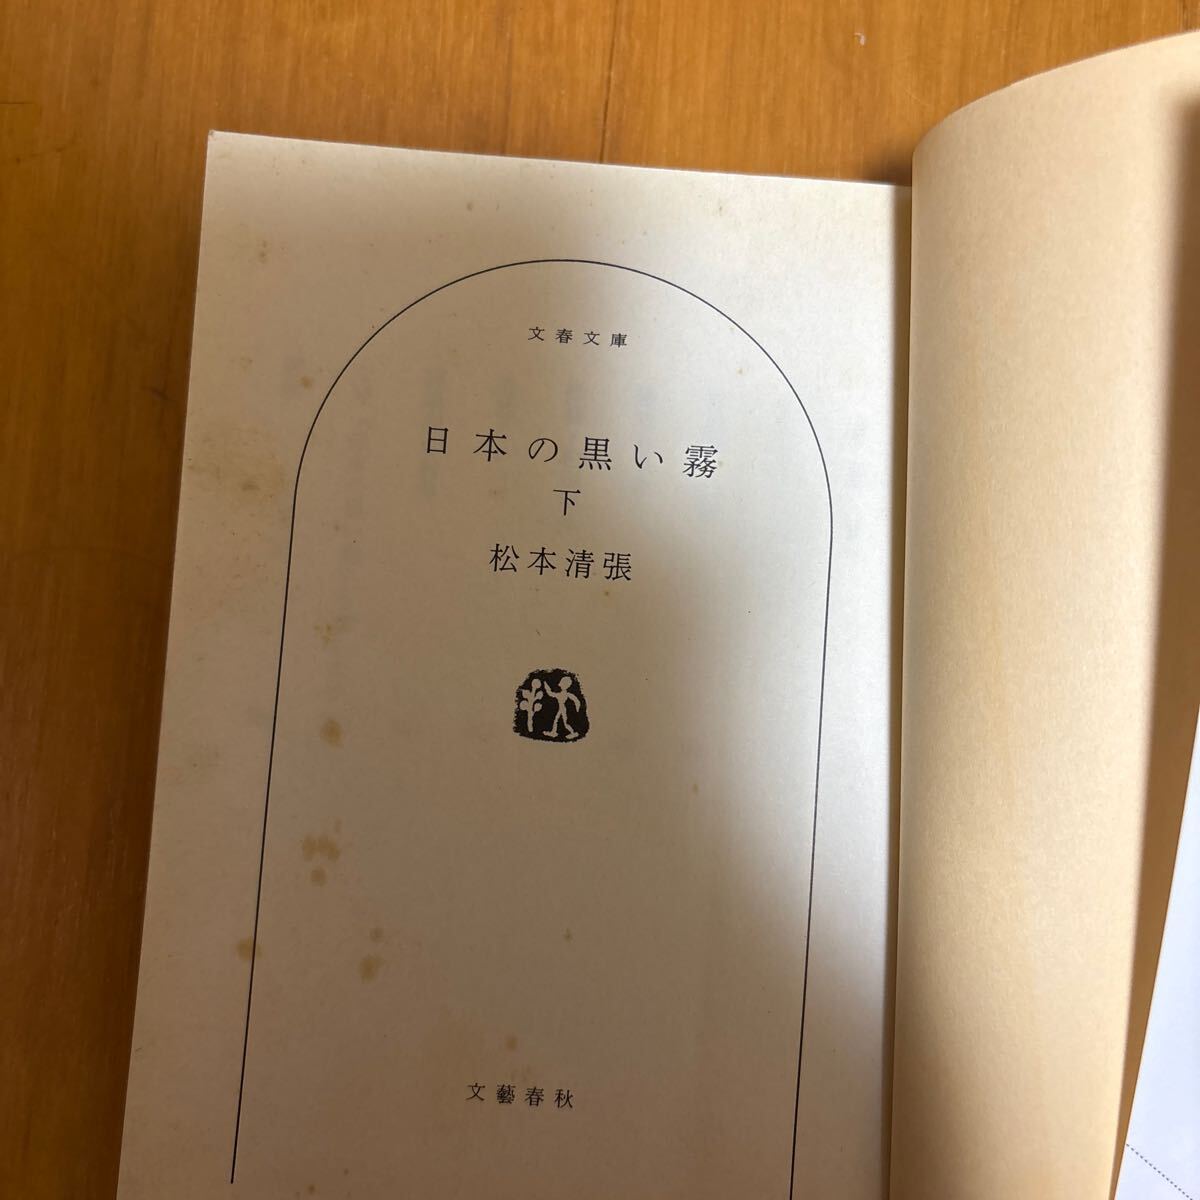 文春文庫
日本の黒い霧
下
松本清張
文藝春秋